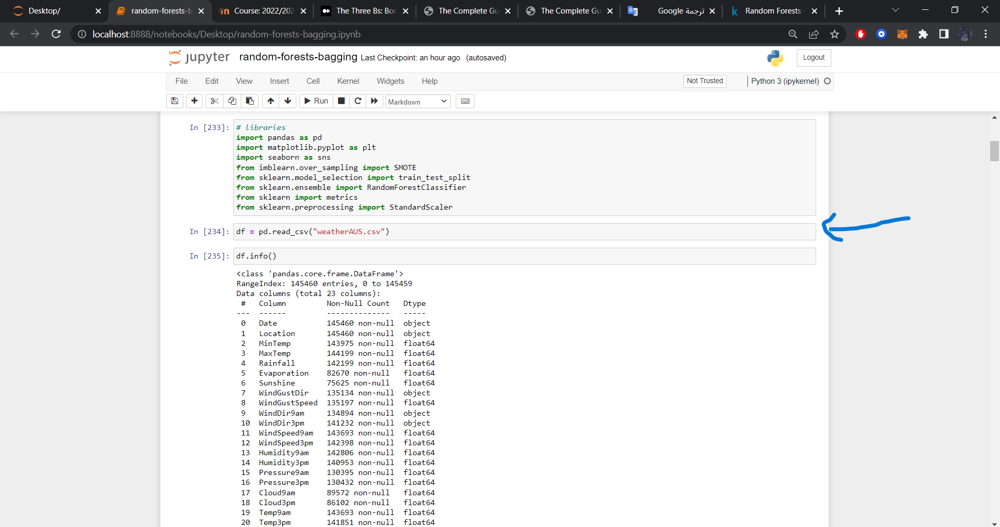 Desktop/
random-forests-b
Course: 2022/202
The Three Bs: Boo
The Complete Gu
The Complete Gu
ترجمة Google
Random Forests -
localhost:8888/notebooks/Desktop/random-forests-bagging.ipynb
jupyter random-forests-bagging Last Checkpoint: an hour ago (autosaved)
Logout
File Edit View Insert Cell Kernel Widgets Help
Not Trusted
Python 3 (ipykernel)
Run
Markdown
In [233]:
# libraries
import pandas as pd
import matplotlib.pyplot as plt
import seaborn as sns
from imblearn.over_sampling import SMOTE
from sklearn.model_selection import train_test_split
from sklearn.ensemble import RandomForestClassifier
from sklearn import metrics
from sklearn.preprocessing import StandardScaler
In [234]: df = pd.read_csv("weatherAUS.csv")
In [235]: df.info()
<class 'pandas.core.frame.DataFrame'>
RangeIndex: 145460 entries, 0 to 145459
Data columns (total 23 columns):
 #   Column         Non-Null Count   Dtype
---  ------         --------------   -----
 0   Date           145460 non-null  object
 1   Location       145460 non-null  object
 2   MinTemp        143975 non-null  float64
 3   MaxTemp        144199 non-null  float64
 4   Rainfall       142199 non-null  float64
 5   Evaporation    82670 non-null   float64
 6   Sunshine       75625 non-null   float64
 7   WindGustDir    135134 non-null  object
 8   WindGustSpeed  135197 non-null  float64
 9   WindDir9am     134894 non-null  object
 10  WindDir3pm     141232 non-null  object
 11  WindSpeed9am   143693 non-null  float64
 12  WindSpeed3pm   142398 non-null  float64
 13  Humidity9am    142806 non-null  float64
 14  Humidity3pm    140953 non-null  float64
 15  Pressure9am    130395 non-null  float64
 16  Pressure3pm    130432 non-null  float64
 17  Cloud9am       89572 non-null   float64
 18  Cloud3pm       86102 non-null   float64
 19  Temp9am        143693 non-null  float64
 20  Temp3pm        141851 non-null  float64